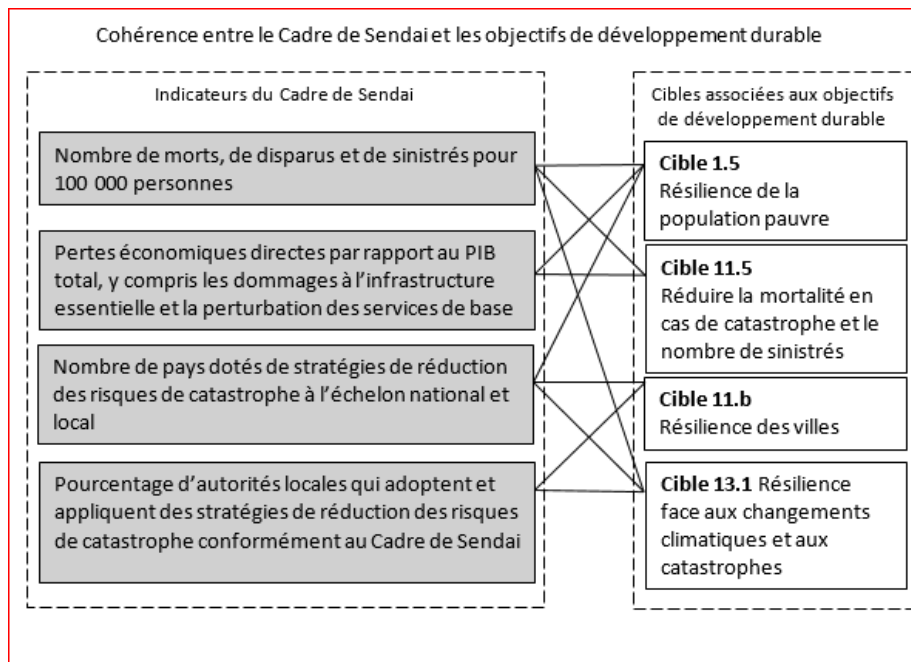 Cohérence entre le Cadre de Sendai et les objectifs de développement durable
Indicateurs du Cadre de Sendai
Nombre de morts, de disparus et de sinistrés pour
100 000 personnes
Pertes économiques directes par rapport au PIB
total, y compris les dommages à l'infrastructure
essentielle et la perturbation des services de base
Nombre de pays dotés de stratégies de réduction
des risques de catastrophe à l'échelon national et
local
Pourcentage d'autorités locales qui adoptent et
appliquent des stratégies de réduction des risques
de catastrophe conformément au Cadre de Sendai
Cibles associées aux objectifs
de développement durable
Cible 1.5
Résilience de la
population pauvre
Cible 11.5
Réduire la mortalité en
cas de catastrophe et le
nombre de sinistrés
Cible 11.b
Résilience des villes
Cible 13.1 Résilience
face aux changements
climatiques et aux
catastrophes